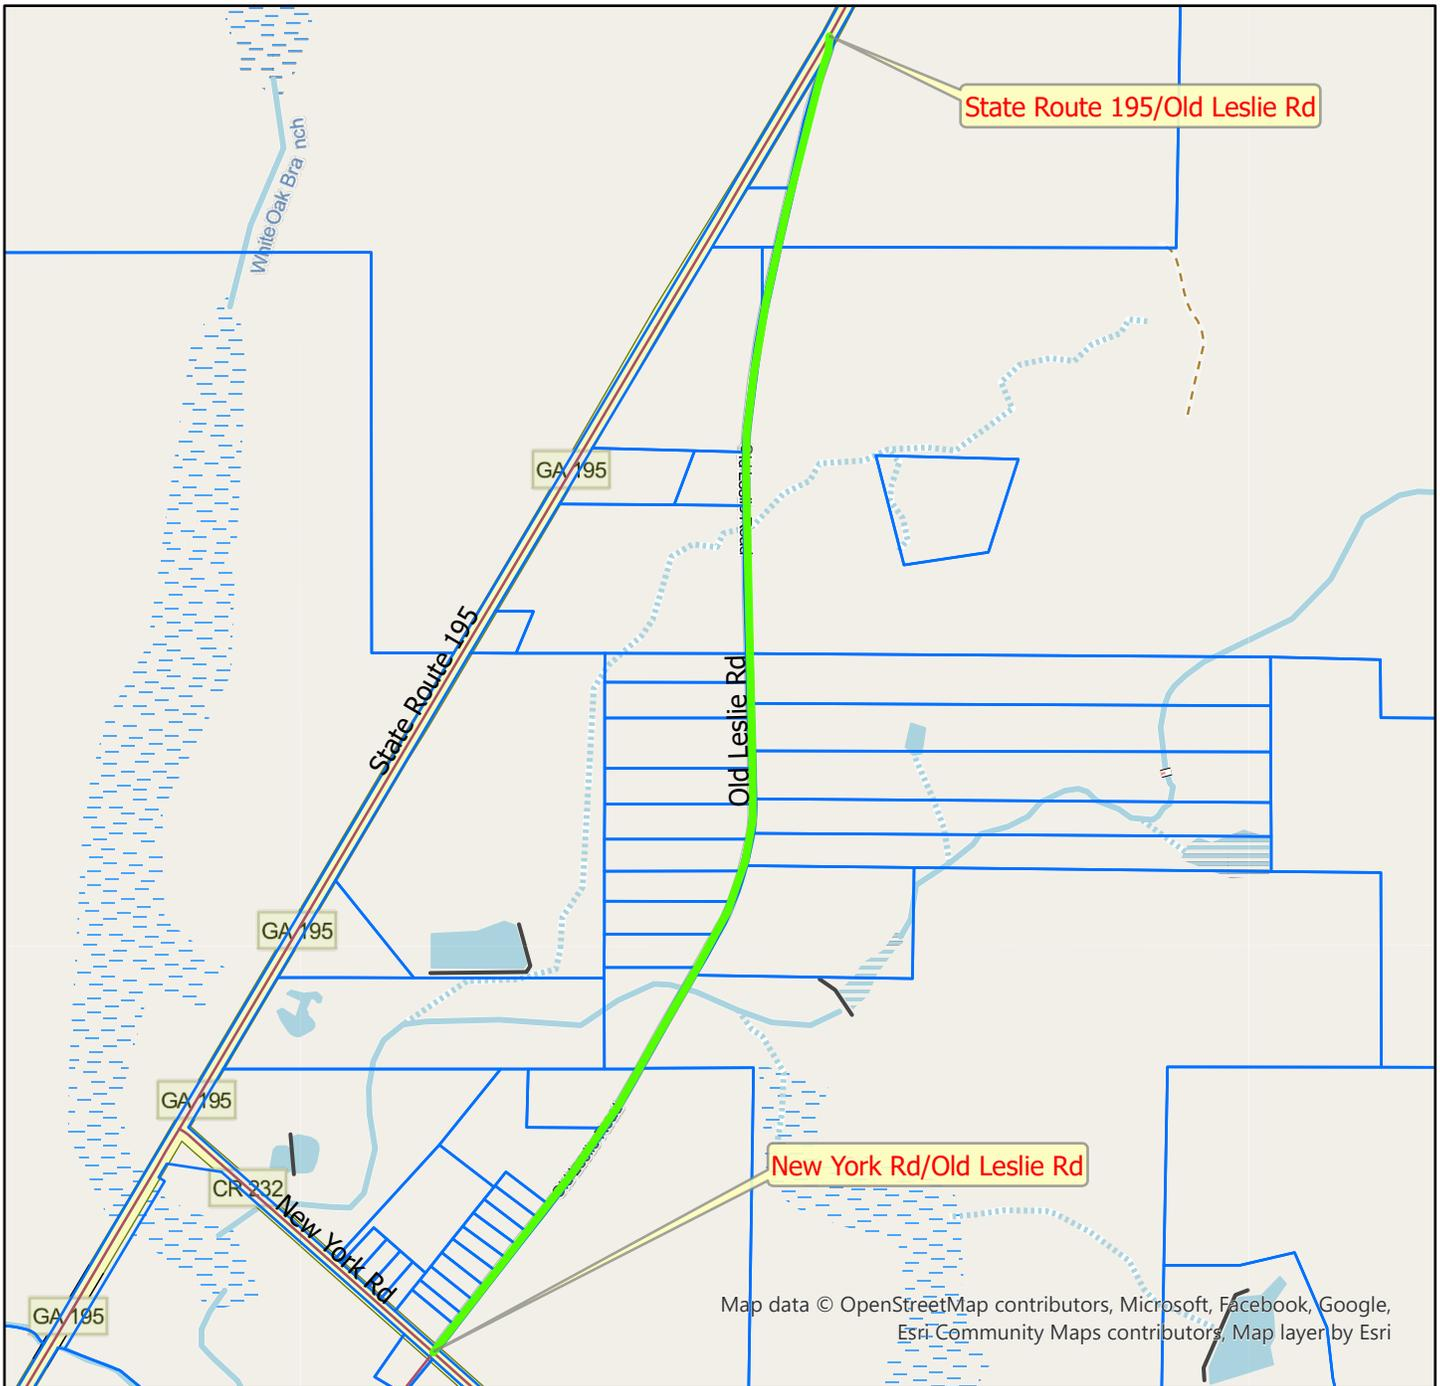 State Route 195/Old Leslie Rd
White Oak Branch
GA 195
State Route 195
Old Leslie Rd
GA 195
GA 195
New York Rd/Old Leslie Rd
CR 232
New York Rd
GA 195
Map data © OpenStreetMap contributors, Microsoft, Facebook, Google,
Esri Community Maps contributors, Map layer by Esri